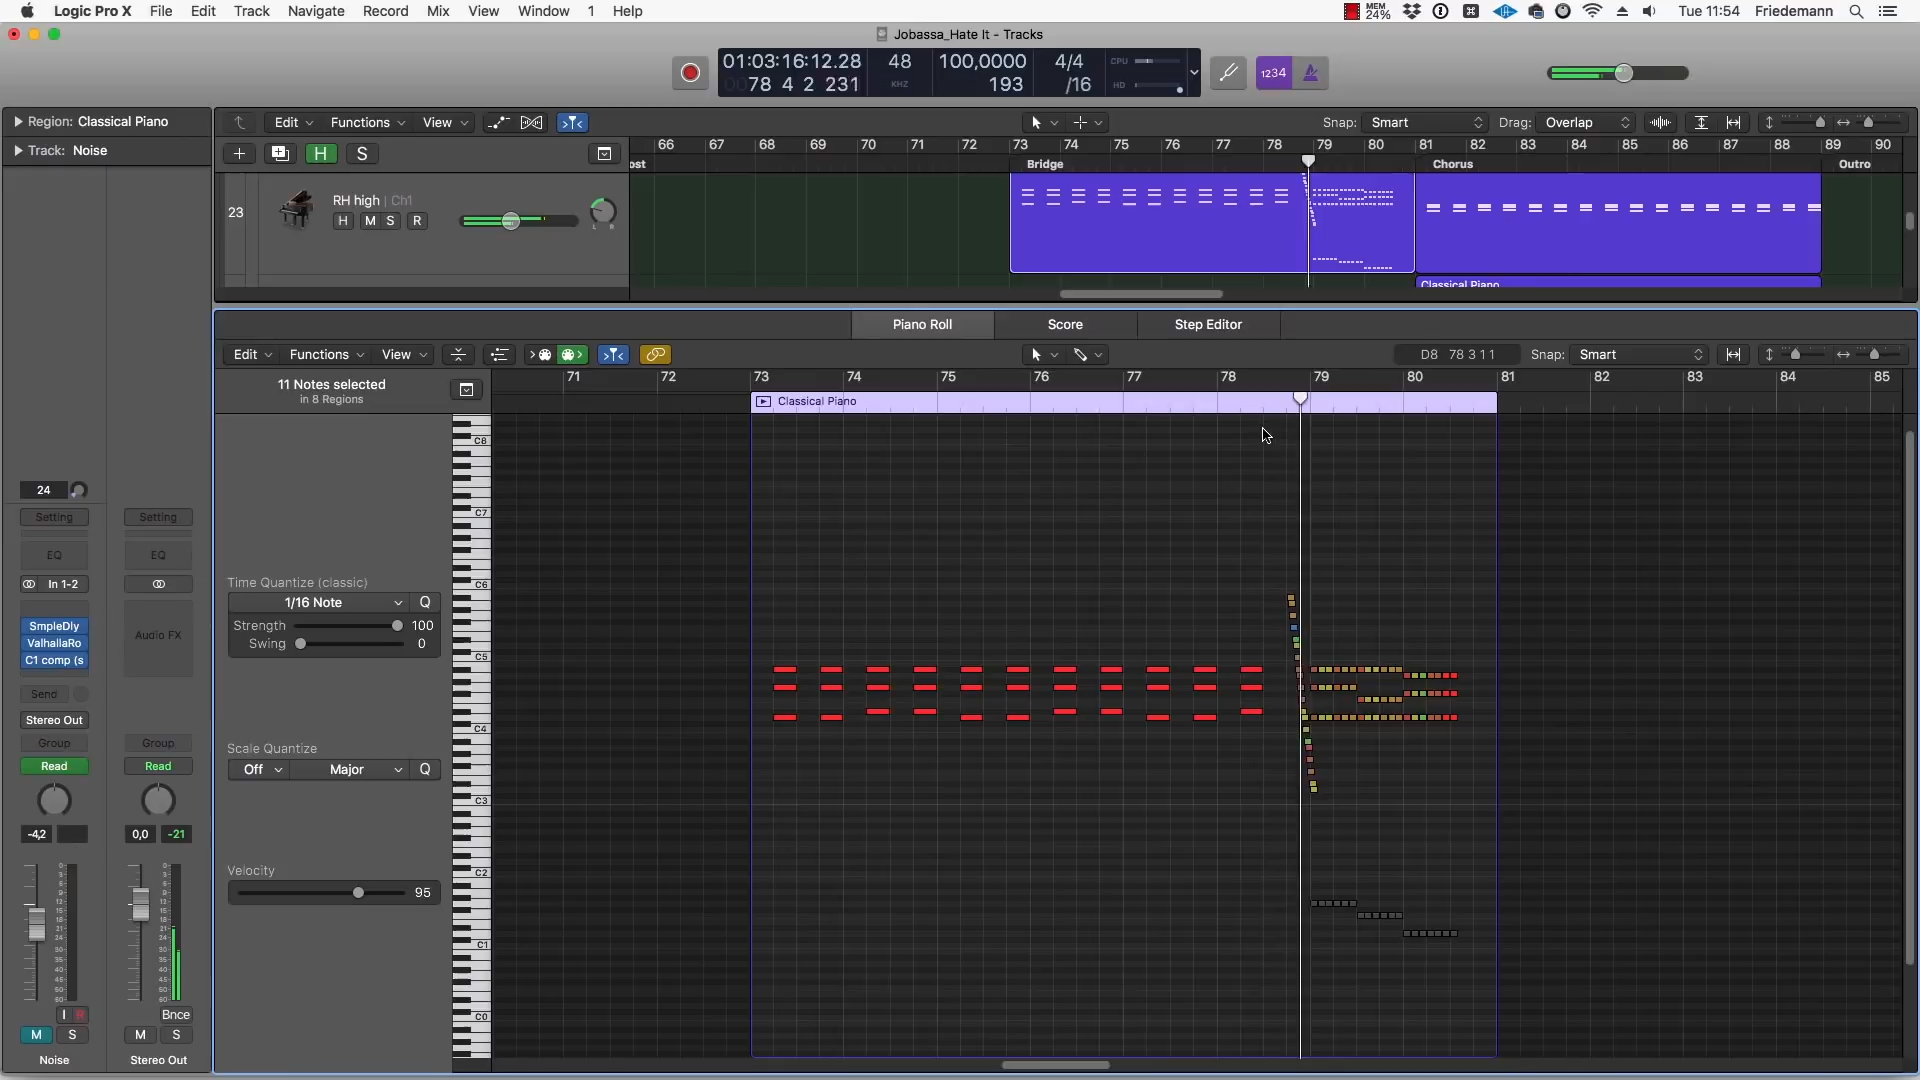 Logic Pro X File Edit Track Navigate Record Mix View Window 1 Help MEM 24% Tue 11:54 Friedemann
Jobassa_Hate It - Tracks
01:03:16:12.28 48 100,0000 4/4 CPU
0078 4 2 231 KHZ 193 /16 HD
1234
Region: Classical Piano
Track: Noise
Edit Functions View Snap: Smart Drag: Overlap
H S
66 67 68 69 70 71 72 73 74 75 76 77 78 79 80 81 82 83 84 85 86 87 88 89 90
ost Bridge Chorus Outro
23 RH high | Ch1
H M S R
L R
Classical Piano
Piano Roll Score Step Editor
Edit Functions View D8 78 3 1 1 Snap: Smart
11 Notes selected
in 8 Regions
71 72 73 74 75 76 77 78 79 80 81 82 83 84 85
Classical Piano
C8
C7
C6
C5
C4
C3
C2
C1
C0
Time Quantize (classic)
1/16 Note Q
Strength 100
Swing 0
Scale Quantize
Off Major Q
Velocity
95
24
Setting Setting
EQ EQ
In 1-2
SmpleDly
ValhallaRo
C1 comp (s
Audio FX
Send
Stereo Out
Group Group
Read Read
-4,2 0,0 -21
I R Bnce
M S M S
Noise Stereo Out